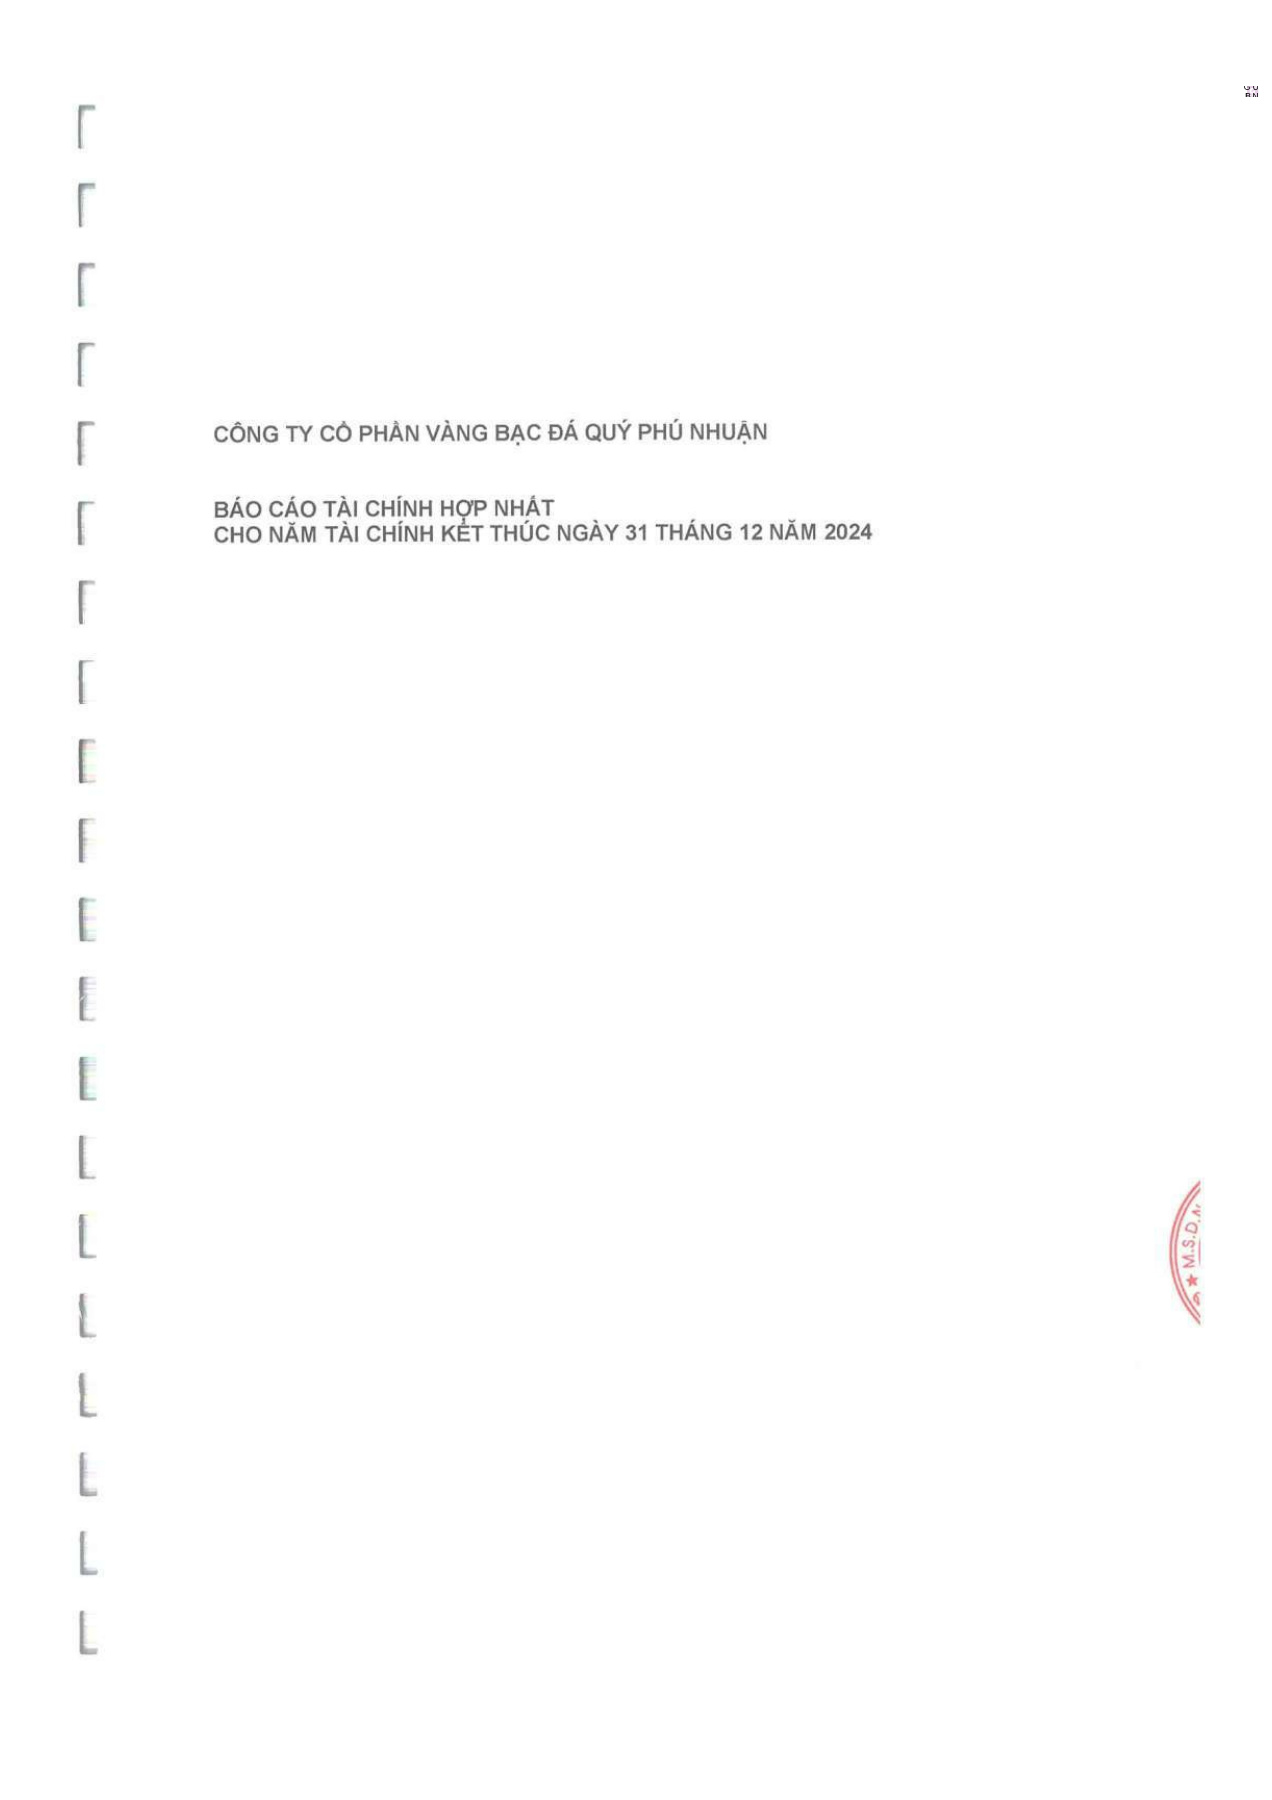 CÔNG TY CỔ PHẦN VÀNG BẠC ĐÁ QUÝ PHÚ NHUẬN
BÁO CÁO TÀI CHÍNH HỢP NHẤT
CHO NĂM TÀI CHÍNH KẾT THÚC NGÀY 31 THÁNG 12 NĂM 2024
★ M.S.D.N